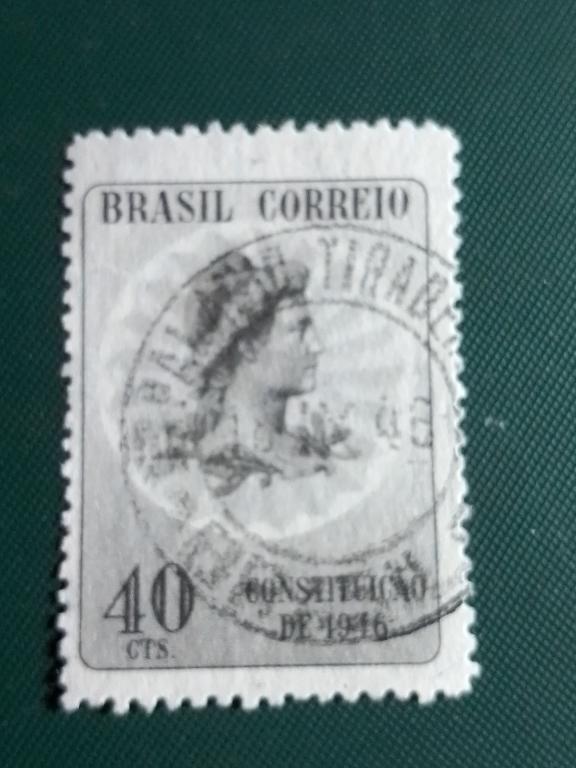 BRASIL CORREIO
40
CTS.
CONSTITUIÇÃO
DE 1946